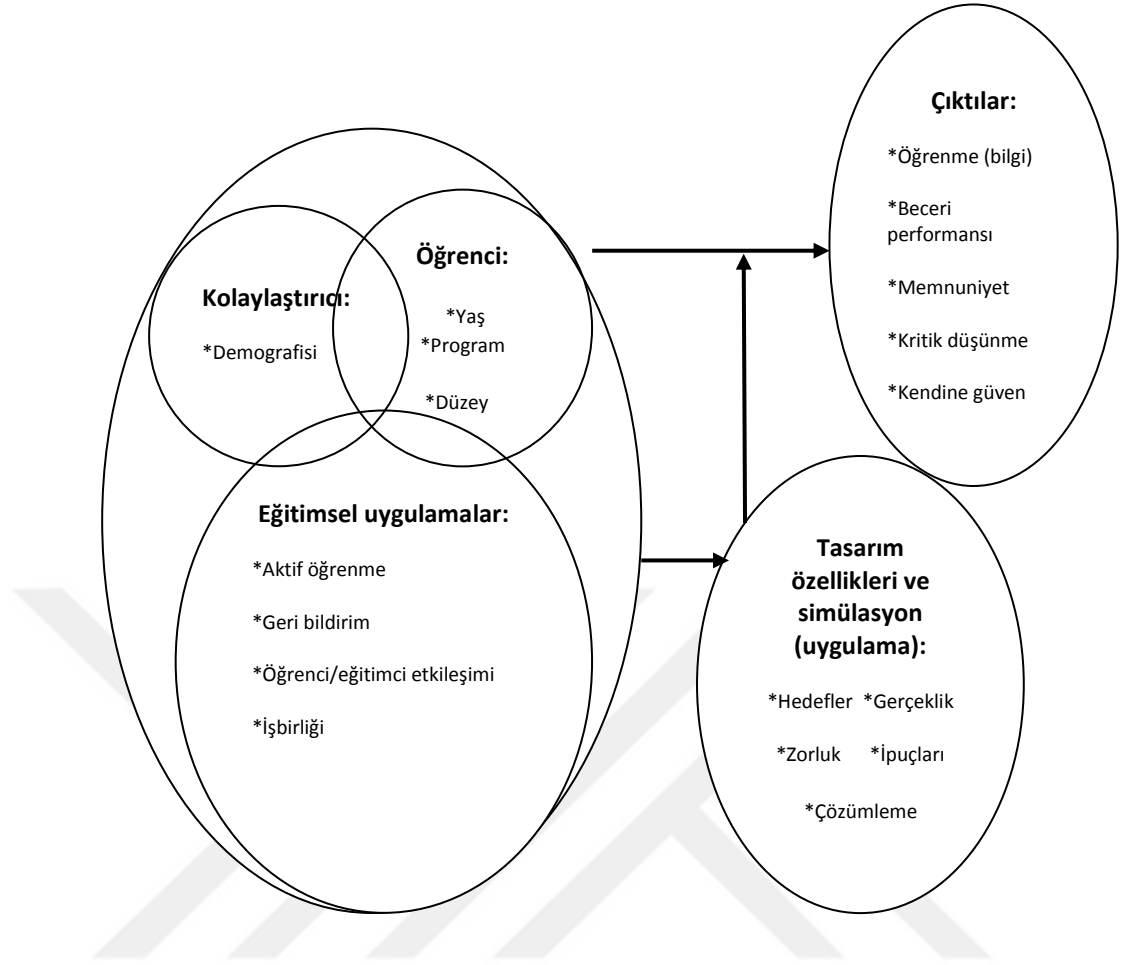 Kolaylaştırıcı:
*Demografisi
Öğrenci:
*Yaş
*Program
*Düzey
Eğitimsel uygulamalar:
*Aktif öğrenme
*Geri bildirim
*Öğrenci/eğitimci etkileşimi
*İşbirliği
Çıktılar:
*Öğrenme (bilgi)
*Beceri
performansı
*Memnuniyet
*Kritik düşünme
*Kendine güven
Tasarım
özellikleri ve
simülasyon
(uygulama):
*Hedefler *Gerçeklik
*Zorluk *İpuçları
*Çözümleme